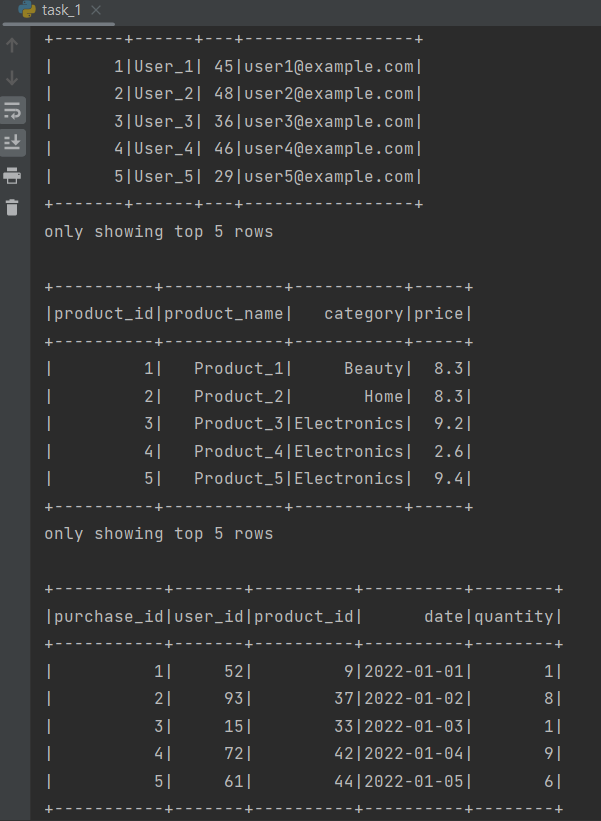 task_1
+-------+------+---+-----------------+
|      1|User_1| 45|user1@example.com|
|      2|User_2| 48|user2@example.com|
|      3|User_3| 36|user3@example.com|
|      4|User_4| 46|user4@example.com|
|      5|User_5| 29|user5@example.com|
+-------+------+---+-----------------+
only showing top 5 rows

+----------+------------+-----------+-----+
|product_id|product_name|   category|price|
+----------+------------+-----------+-----+
|         1|   Product_1|     Beauty|  8.3|
|         2|   Product_2|       Home|  8.3|
|         3|   Product_3|Electronics|  9.2|
|         4|   Product_4|Electronics|  2.6|
|         5|   Product_5|Electronics|  9.4|
+----------+------------+-----------+-----+
only showing top 5 rows

+-----------+-------+----------+----------+--------+
|purchase_id|user_id|product_id|      date|quantity|
+-----------+-------+----------+----------+--------+
|          1|     52|         9|2022-01-01|       1|
|          2|     93|        37|2022-01-02|       8|
|          3|     15|        33|2022-01-03|       1|
|          4|     72|        42|2022-01-04|       9|
|          5|     61|        44|2022-01-05|       6|
+-----------+-------+----------+----------+--------+